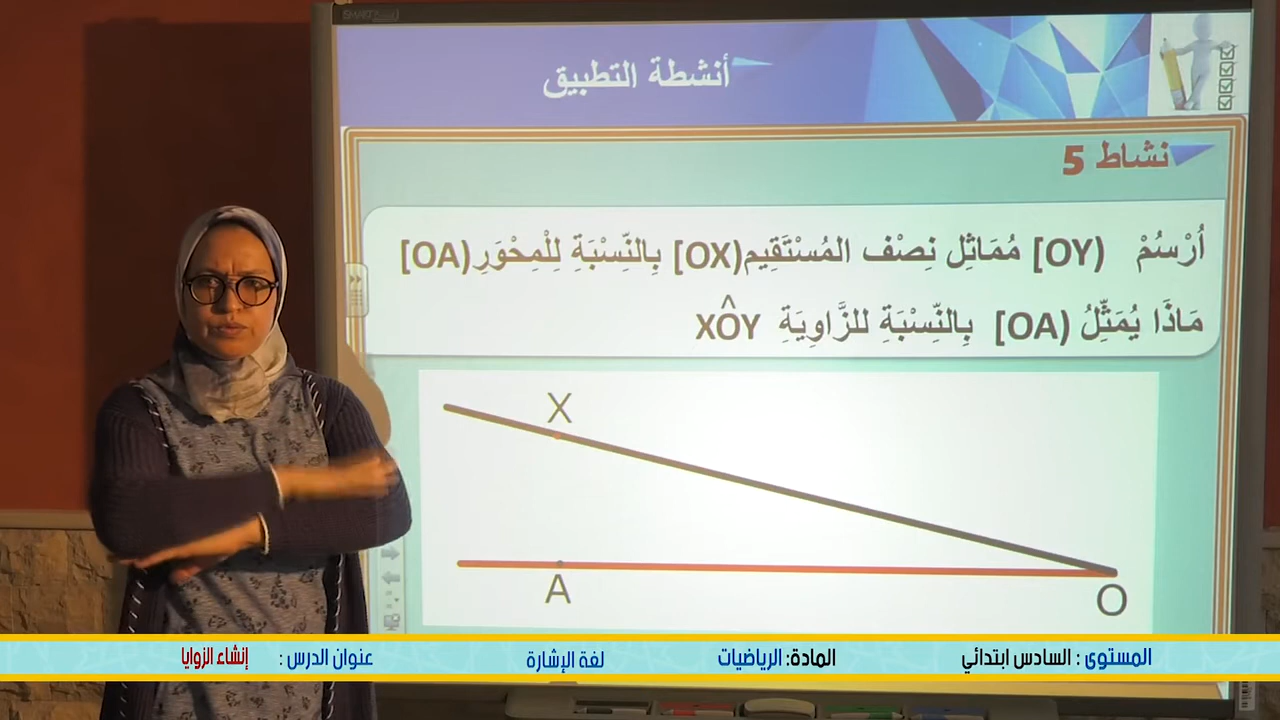 أنشطة التطبيق
نشاط 5
اُرْسُمْ [OY) مُمَاثِل نِصْف المُسْتَقِيم[OX) بِالنِّسْبَةِ لِلْمِحْوَرِ[OA)
مَاذَا يُمَثِّلُ [OA) بِالنِّسْبَةِ للزَّاوِيَةِ XÔY
X
A
O
المستوى : السادس ابتدائي المادة: الرياضيات لغة الإشارة عنوان الدرس : إنشاء الزوايا